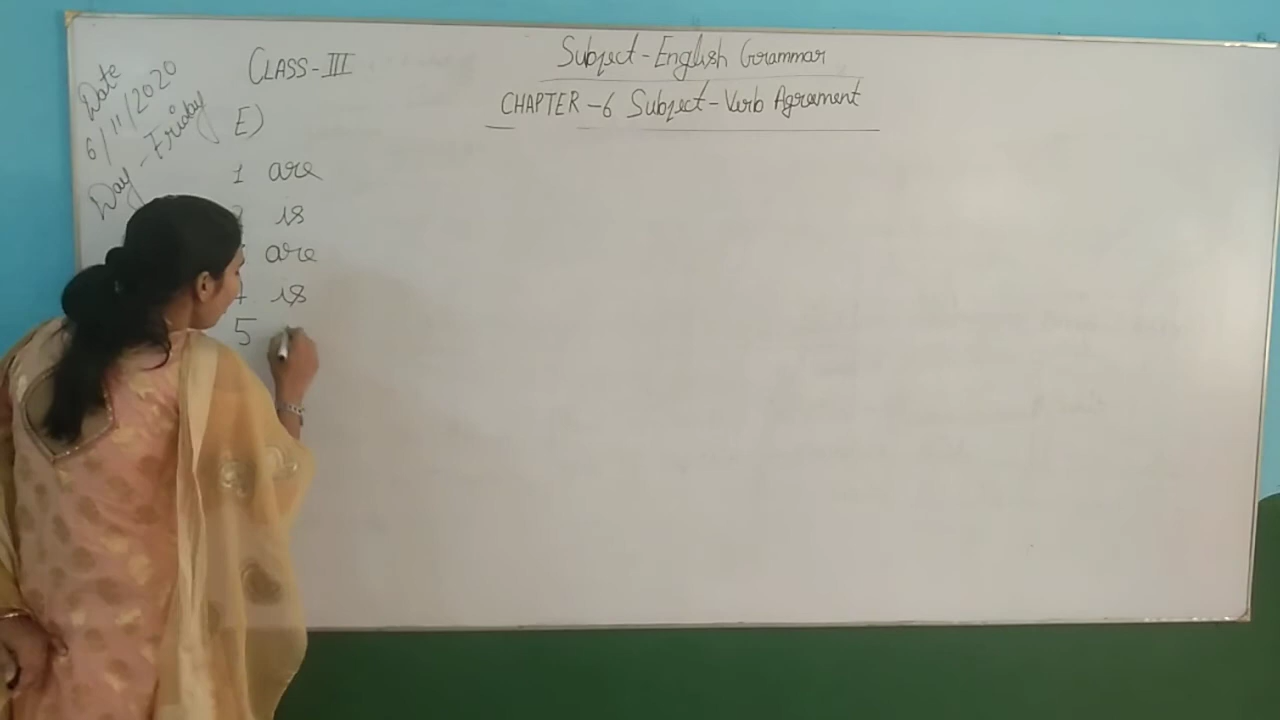 Date
6/11/2020
Day - Friday
CLASS-III
Subject - English Grammar
CHAPTER -6 Subject - Verb Agreement
E)
1 are
is
are
is
5